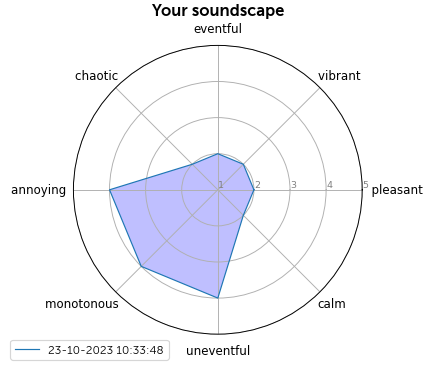 Your soundscape
eventful
chaotic
vibrant
annoying
1 2 3 4 5
pleasant
monotonous
calm
uneventful
23-10-2023 10:33:48